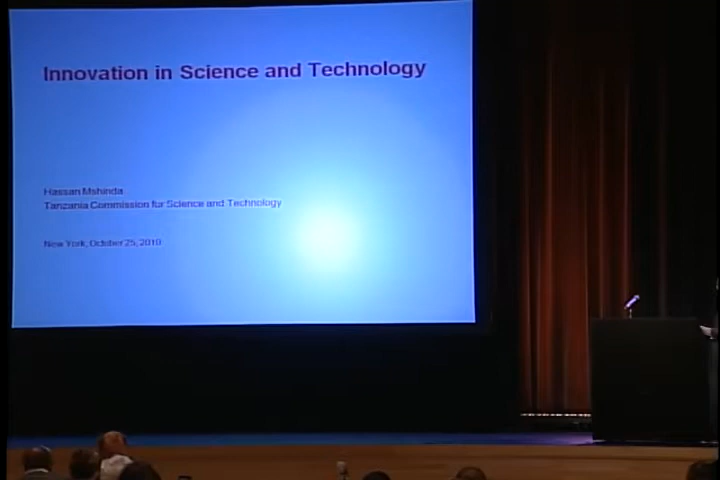 Innovation in Science and Technology
Hassan Mshinda
Tanzania Commission for Science and Technology
New York, October 25, 2010